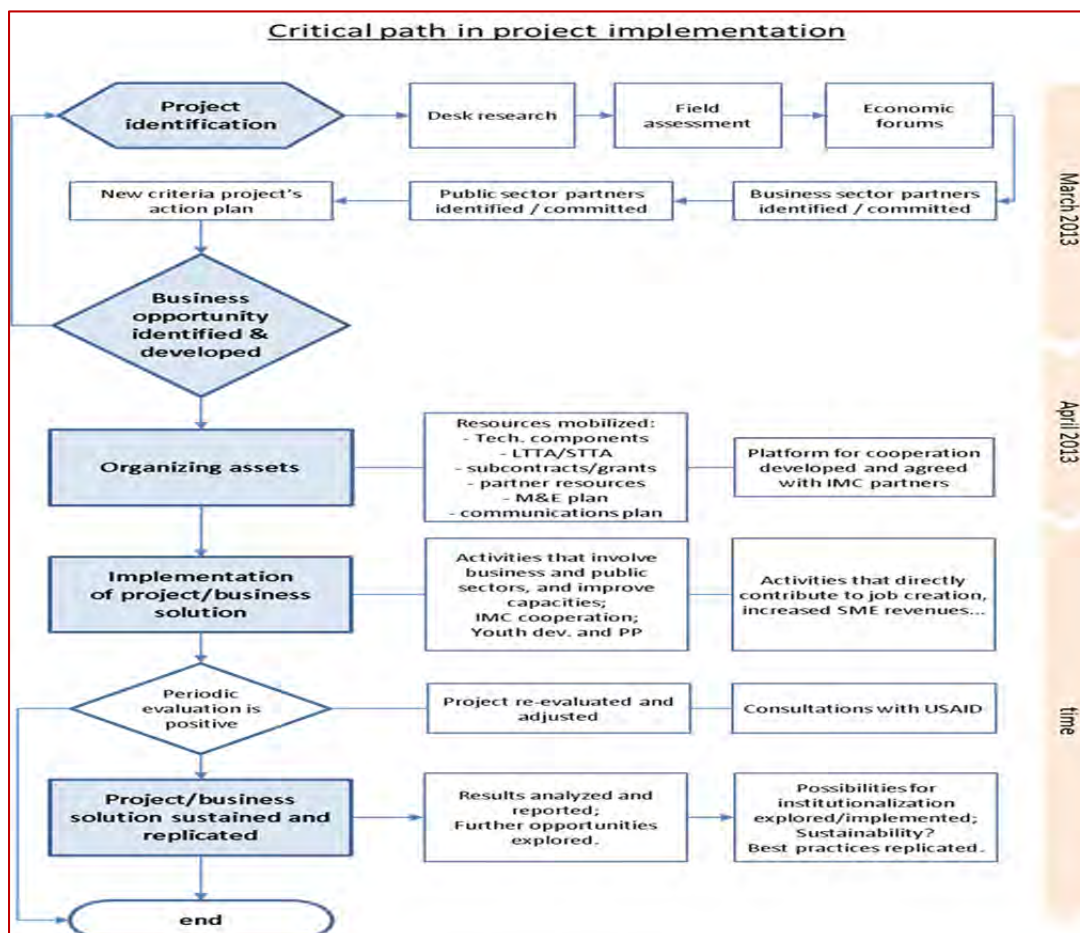 Critical path in project implementation
Project
identification
Desk research
Field
assessment
Economic
forums
New criteria project's
action plan
Public sector partners
identified / committed
Business sector partners
identified / committed
March 2013
Business
opportunity
identified &
developed
April 2013
Organizing assets
Resources mobilized:
- Tech. components
- LTTA/STTA
- subcontracts/grants
- partner resources
- M&E plan
- communications plan
Platform for cooperation
developed and agreed
with IMC partners
Implementation
of project/business
solution
Activities that involve
business and public
sectors, and improve
capacities;
IMC cooperation;
Youth dev. and PP
Activities that directly
contribute to job creation,
increased SME revenues...
time
Periodic
evaluation is
positive
Project re-evaluated and
adjusted
Consultations with USAID
Project/business
solution sustained and
replicated
Results analyzed and
reported;
Further opportunities
explored.
Possibilities for
institutionalization
explored/implemented;
Sustainability?
Best practices replicated.
end